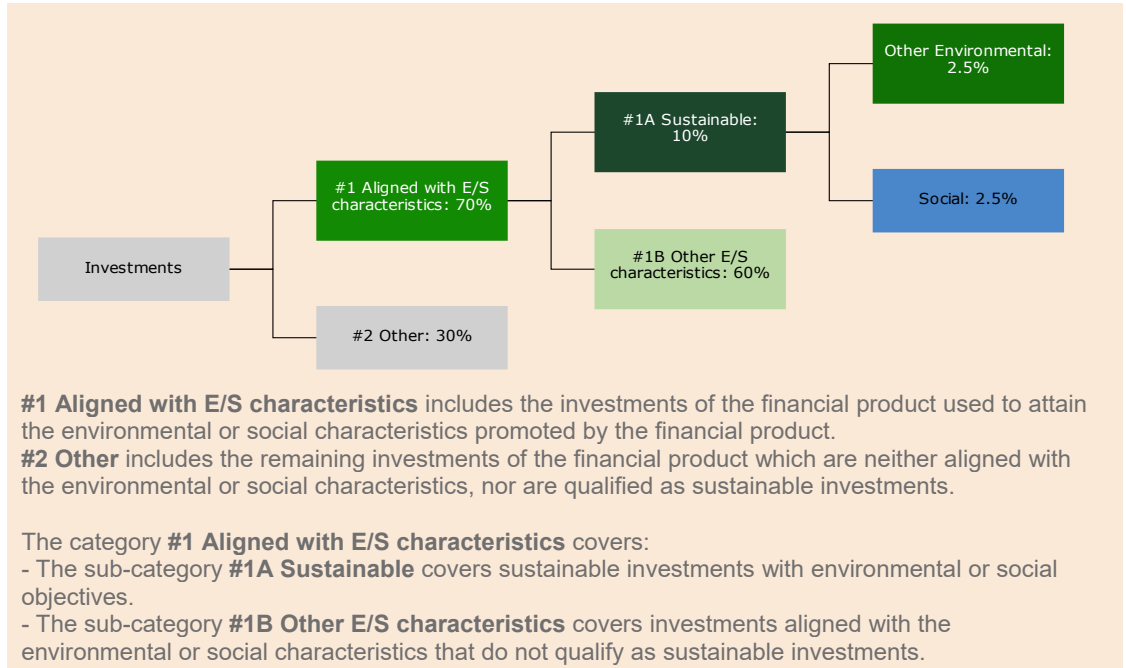 Other Environmental:
2.5%
#1A Sustainable:
10%
#1 Aligned with E/S
characteristics: 70%
Social: 2.5%
Investments
#1B Other E/S
characteristics: 60%
#2 Other: 30%
#1 Aligned with E/S characteristics includes the investments of the financial product used to attain
the environmental or social characteristics promoted by the financial product.
#2 Other includes the remaining investments of the financial product which are neither aligned with
the environmental or social characteristics, nor are qualified as sustainable investments.
The category #1 Aligned with E/S characteristics covers:
- The sub-category #1A Sustainable covers sustainable investments with environmental or social
objectives.
- The sub-category #1B Other E/S characteristics covers investments aligned with the
environmental or social characteristics that do not qualify as sustainable investments.